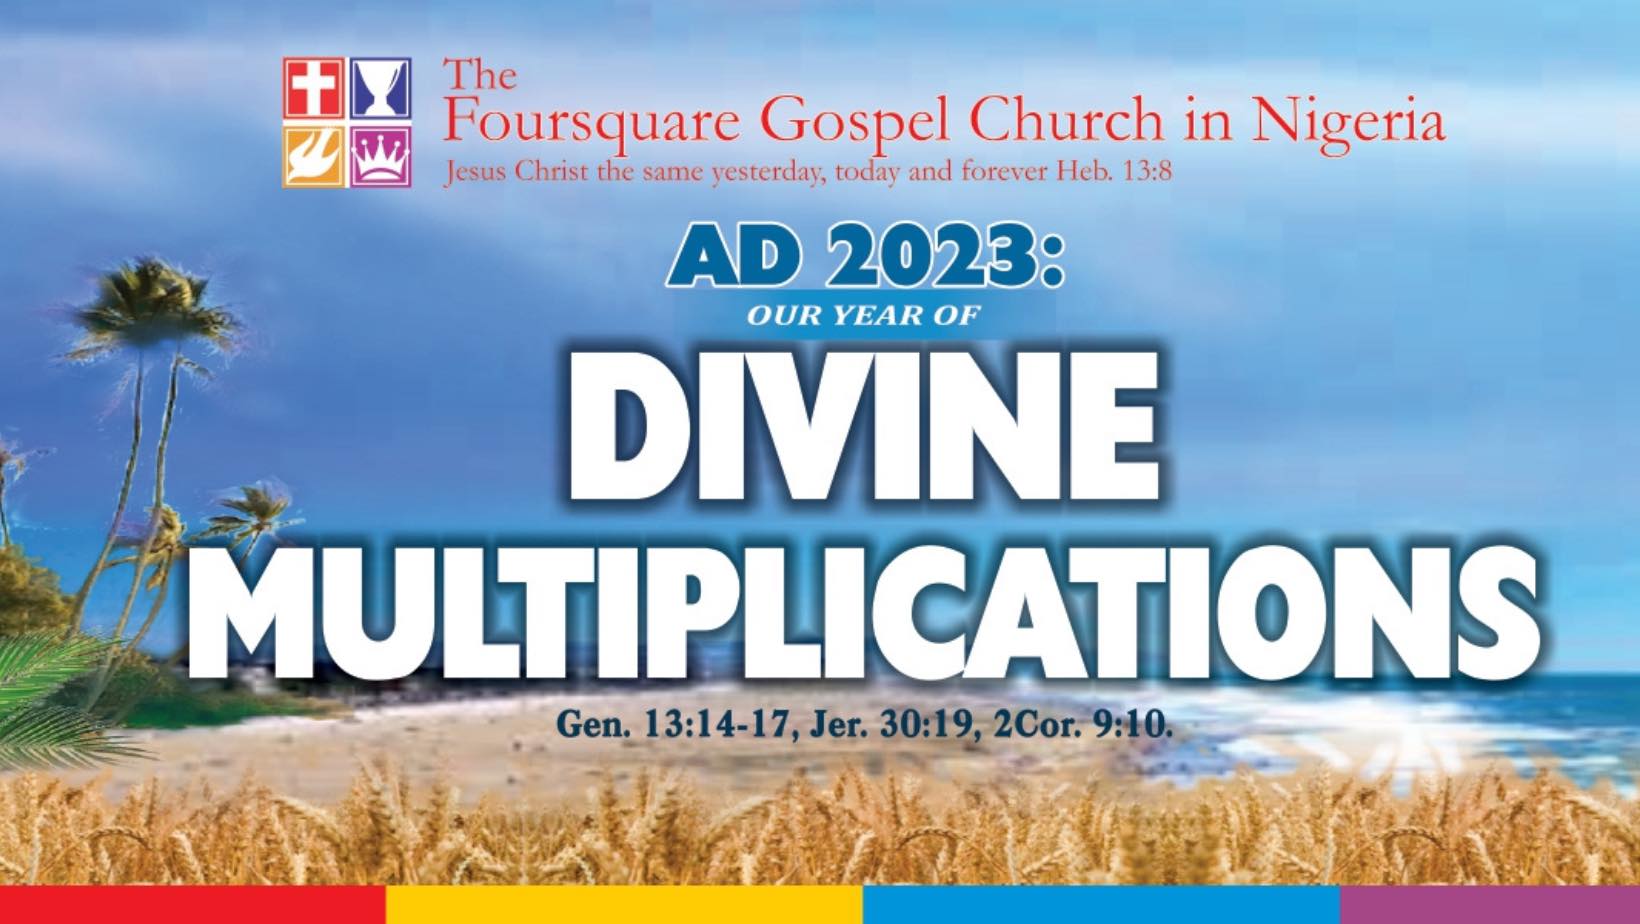 The
Foursquare Gospel Church in Nigeria
Jesus Christ the same yesterday, today and forever Heb. 13:8
AD 2023:
OUR YEAR OF
DIVINE
MULTIPLICATIONS
Gen. 13:14-17, Jer. 30:19, 2Cor. 9:10.